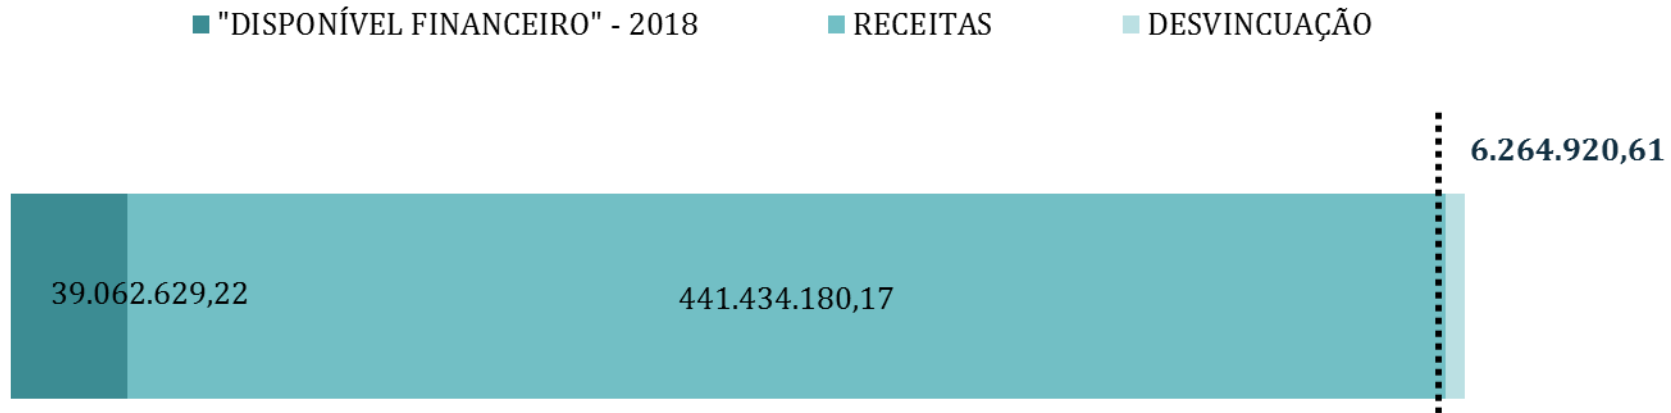 "DISPONÍVEL FINANCEIRO" - 2018 RECEITAS DESVINCUAÇÃO
6.264.920,61
39.062.629,22 441.434.180,17